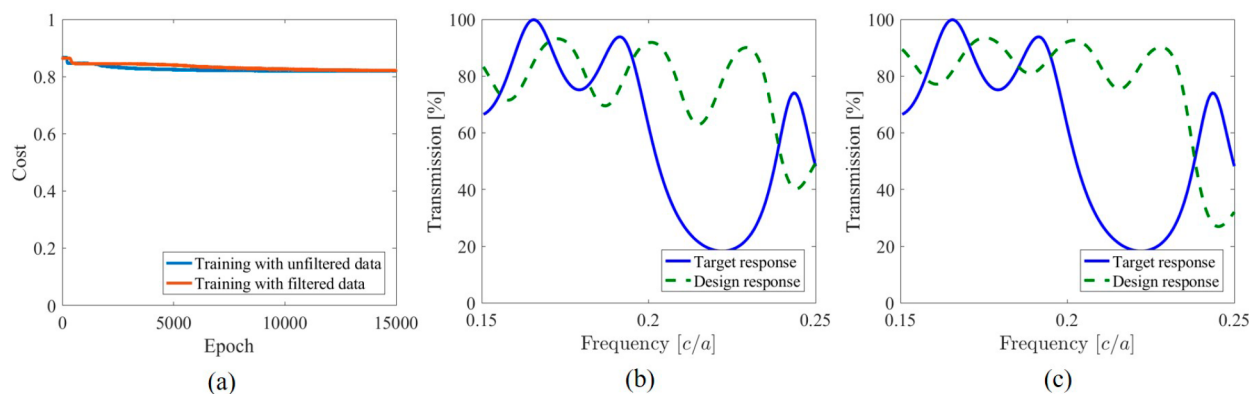 1
0.8
0.6
0.4
0.2
0
Cost
0
5000
10000
15000
Epoch
Training with unfiltered data
Training with filtered data
(a)
100
80
60
40
20
0
Transmission [%]
0.15
0.2
0.25
Frequency [c/a]
Target response
Design response
(b)
100
80
60
40
20
0
Transmission [%]
0.15
0.2
0.25
Frequency [c/a]
Target response
Design response
(c)